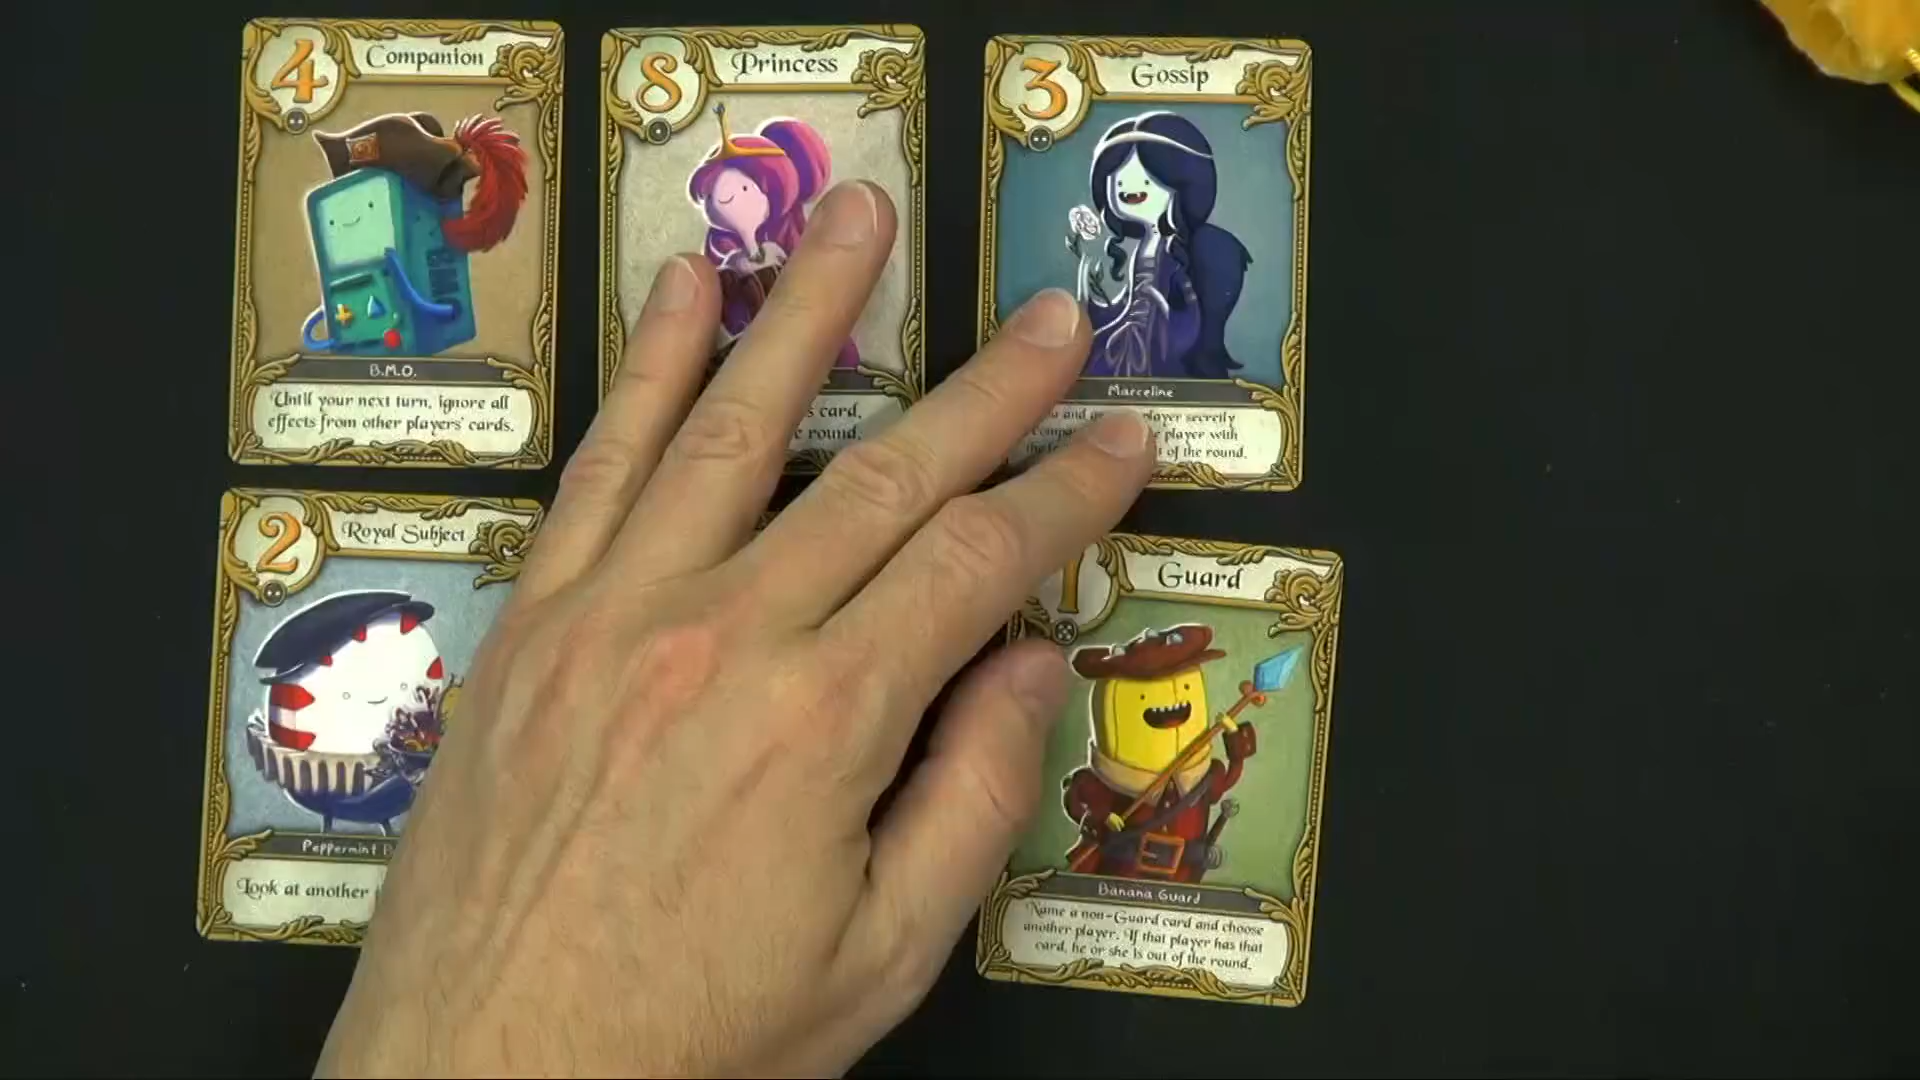 4 Companion
B.M.O.
Until your next turn, ignore all
effects from other players' cards.
8 Princess
card,
round,
3 Gossip
Marceline
and player secretly
player with
of the round.
2 Royal Subject
Peppermint
Look at another
1 Guard
Banana Guard
Name a non-Guard card and choose
another player. If that player has that
card, he or she is out of the round.